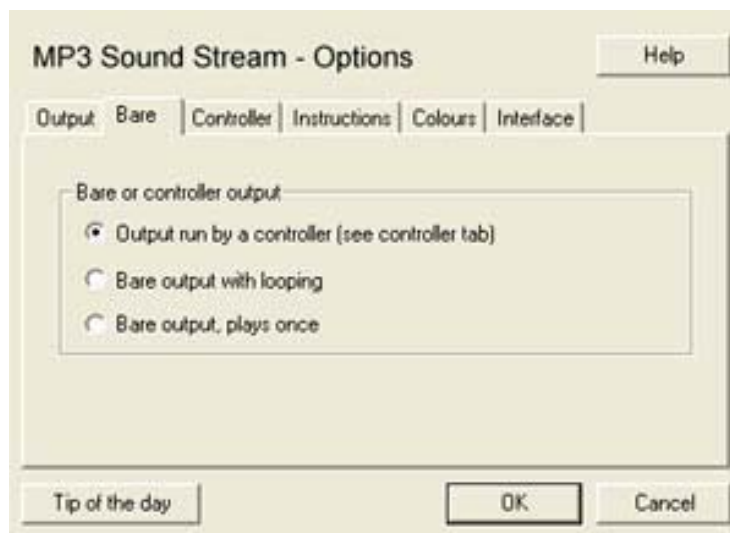 MP3 Sound Stream - Options
Help
Output Bare Controller Instructions Colours Interface
Bare or controller output
Output run by a controller (see controller tab)
Bare output with looping
Bare output, plays once
Tip of the day OK Cancel